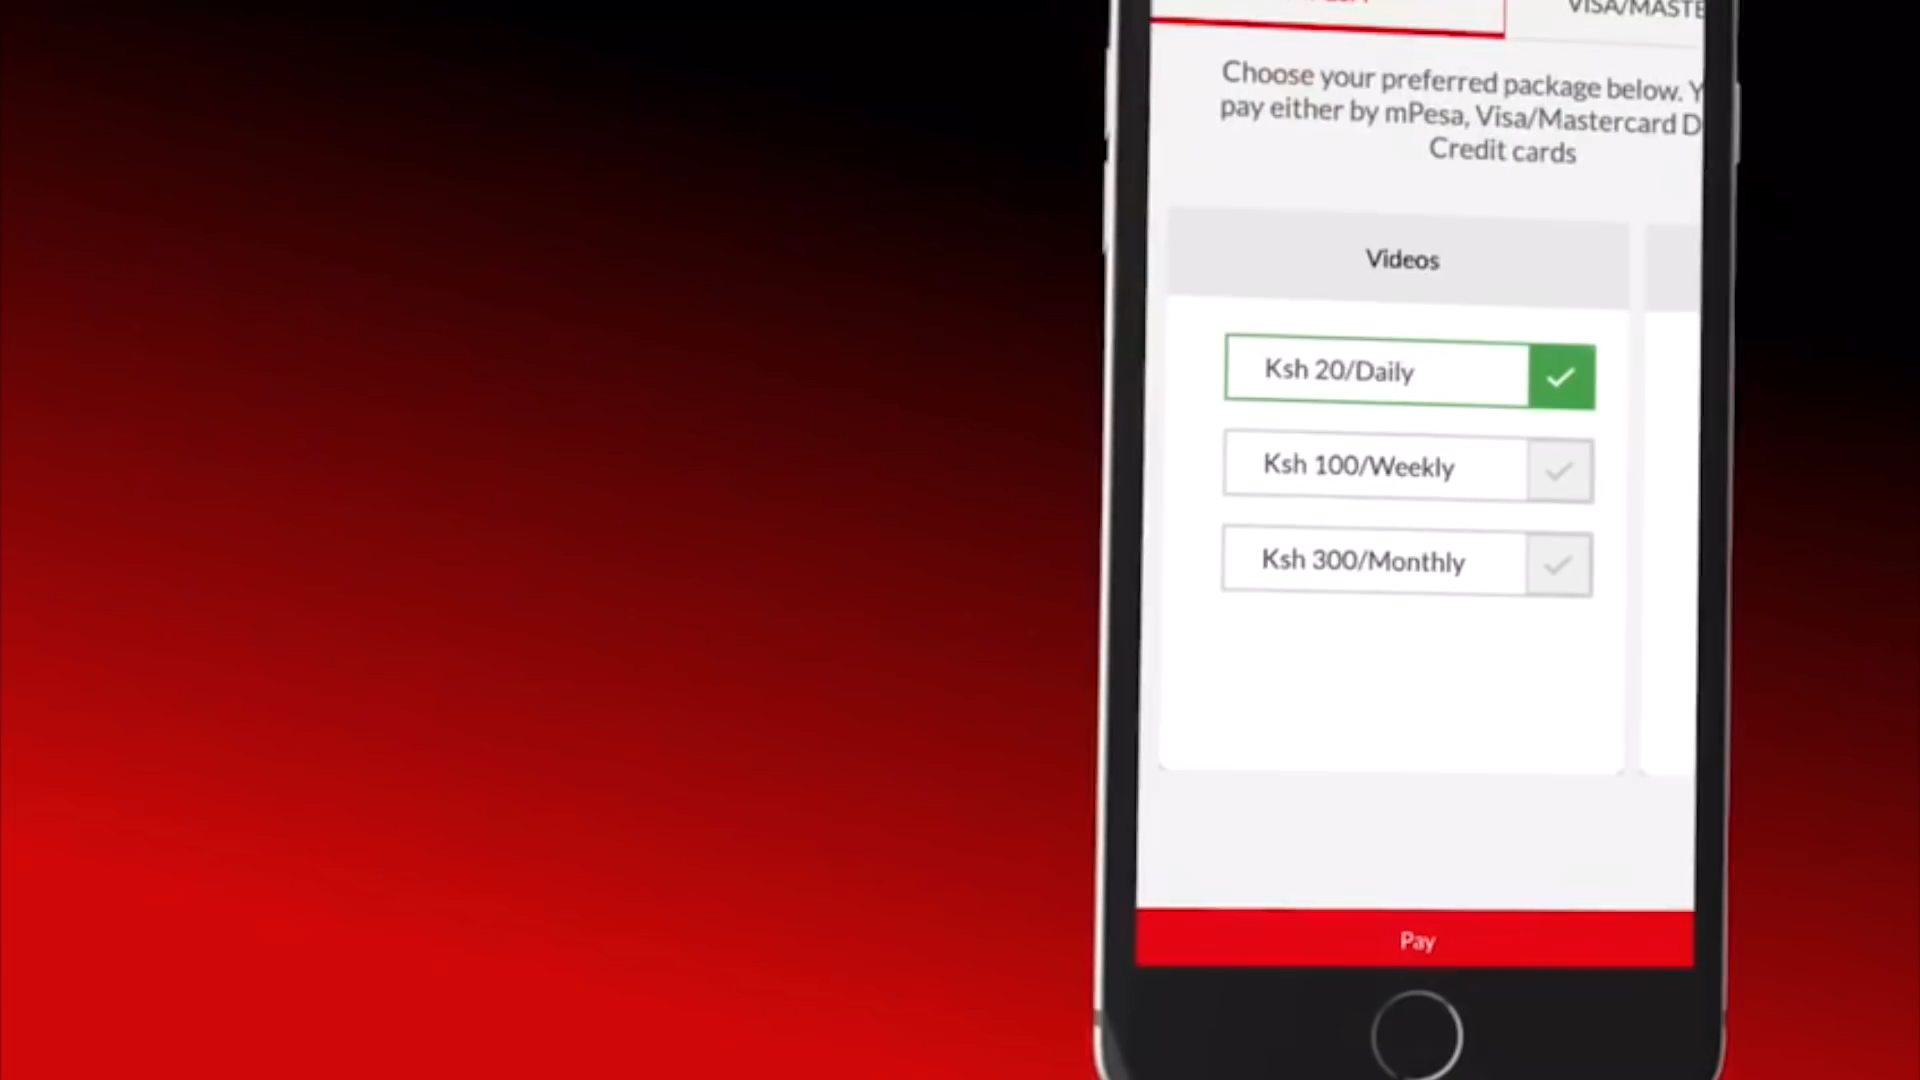 VISA/MASTE
Choose your preferred package below. Y
pay either by mPesa, Visa/Mastercard D
Credit cards
Videos
Ksh 20/Daily
Ksh 100/Weekly
Ksh 300/Monthly
Pay